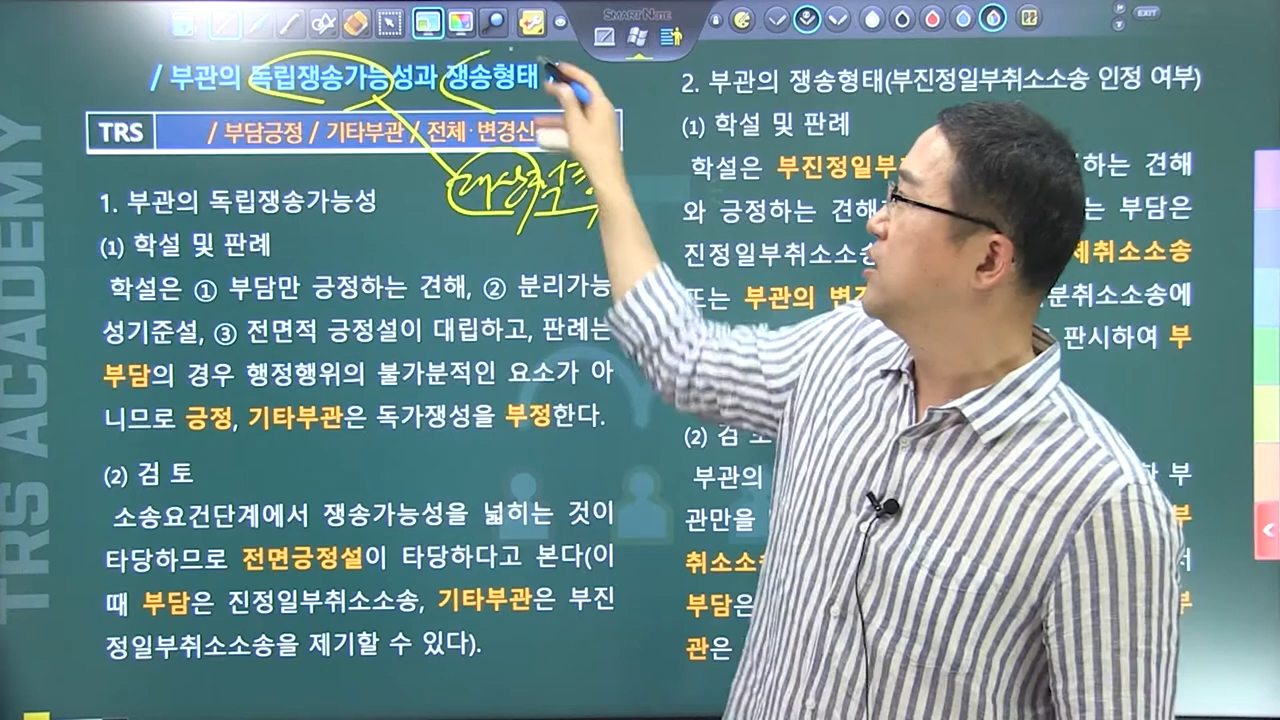 SMARTNOTE
EXIT
/ 부관의 독립쟁송가능성과 쟁송형태
TRS / 부담긍정 / 기타부관 / 전체·변경신
대상적격
1. 부관의 독립쟁송가능성
(1) 학설 및 판례
학설은 ① 부담만 긍정하는 견해, ② 분리가능
성기준설, ③ 전면적 긍정설이 대립하고, 판례는
부담의 경우 행정행위의 불가분적인 요소가 아
니므로 긍정, 기타부관은 독가쟁성을 부정한다.
(2) 검 토
소송요건단계에서 쟁송가능성을 넓히는 것이
타당하므로 전면긍정설이 타당하다고 본다(이
때 부담은 진정일부취소소송, 기타부관은 부진
정일부취소소송을 제기할 수 있다).
2. 부관의 쟁송형태(부진정일부취소소송 인정 여부)
(1) 학설 및 판례
학설은 부진정일부 하는 견해
와 긍정하는 견해 는 부담은
진정일부취소소송 체취소소송
또는 부관의 변경 분취소소송에
판시하여 부
(2) 검 토
부관의 부
관만을 부
취소소
부담은 부
관은
TRS ACADEMY